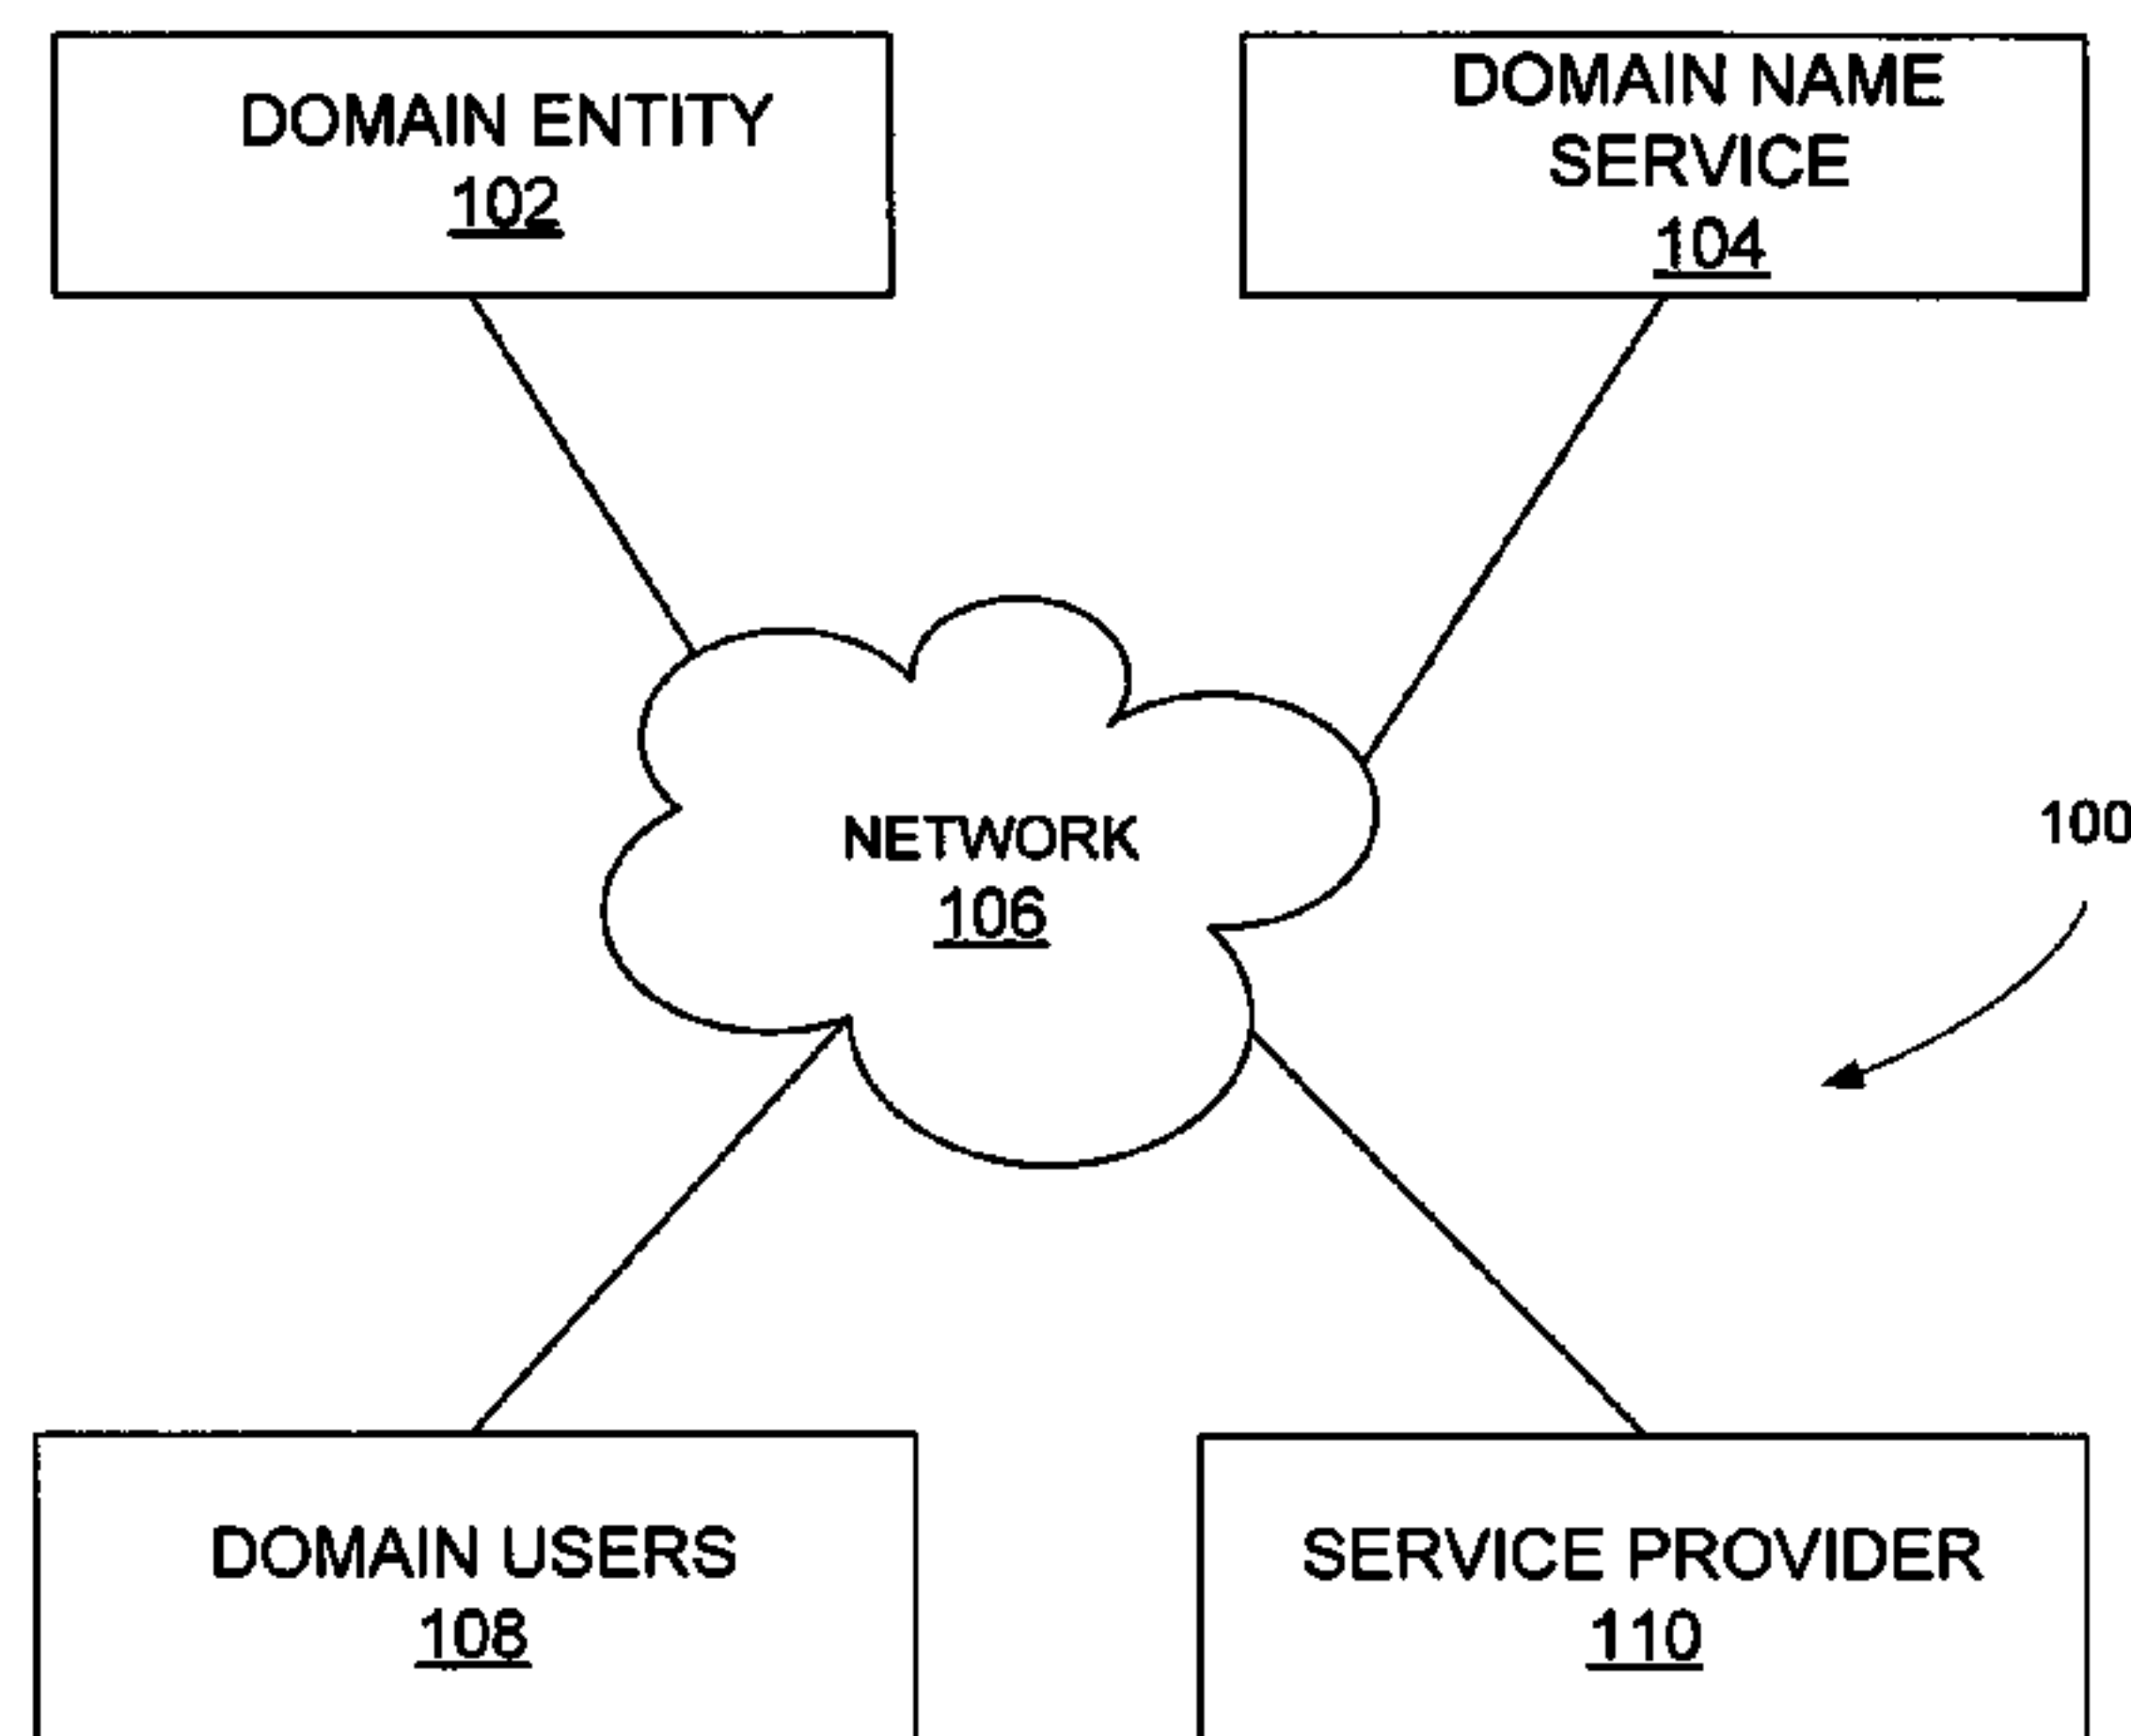 DOMAIN ENTITY
102
DOMAIN NAME
SERVICE
104
NETWORK
106
100
DOMAIN USERS
108
SERVICE PROVIDER
110